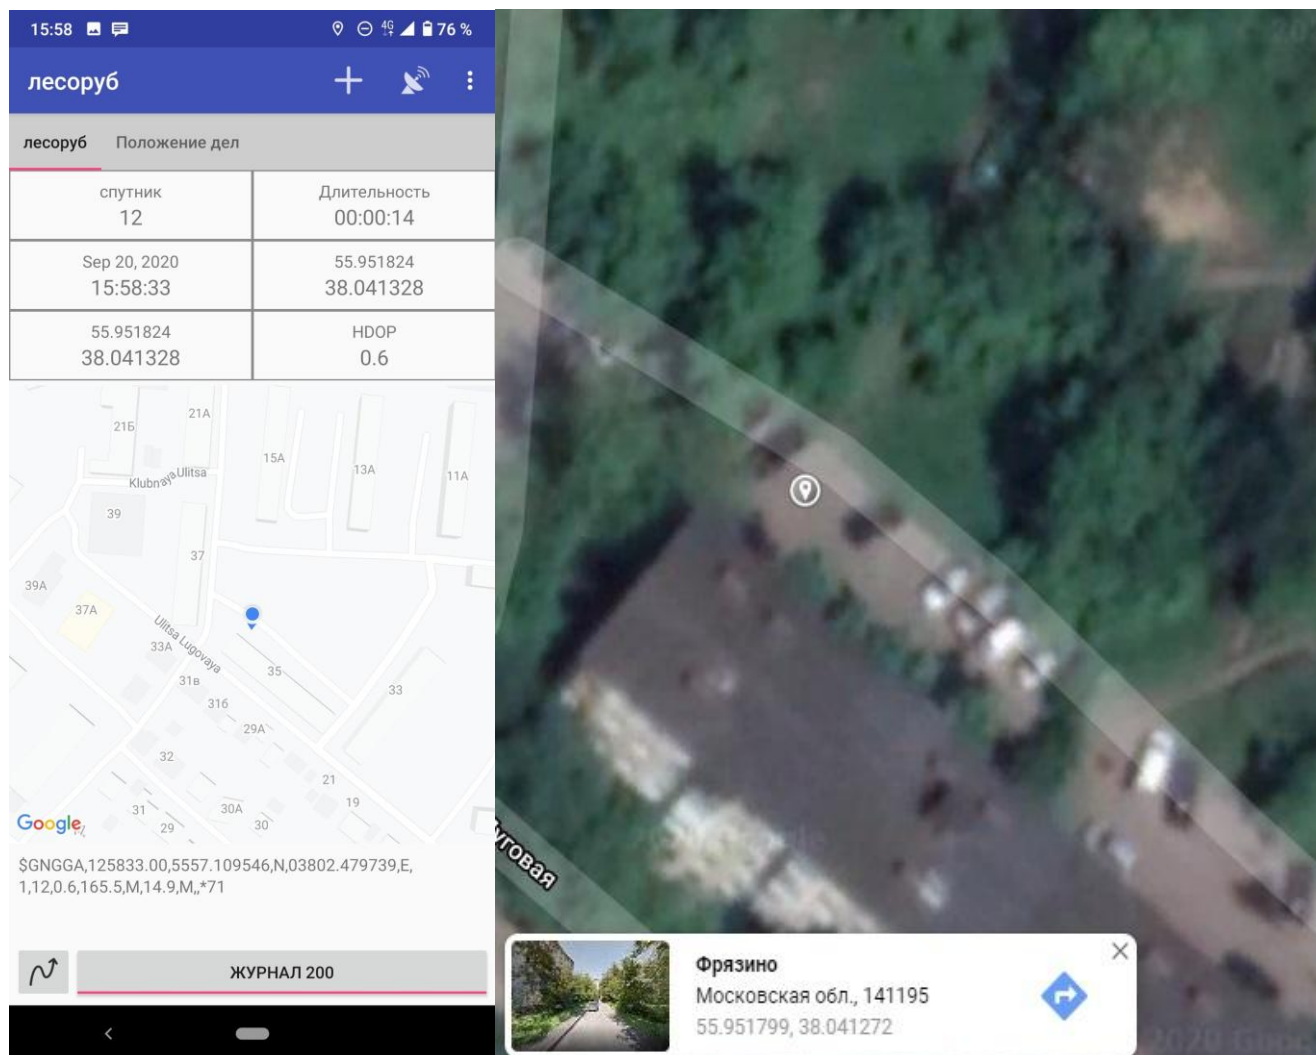 15:58
4G
76 %
лесоруб
лесоруб Положение дел
спутник
12
Длительность
00:00:14
Sep 20, 2020
15:58:33
55.951824
38.041328
55.951824
38.041328
HDOP
0.6
21А
21Б
15А
13А
11А
Klubnaya Ulitsa
39
37
39А
37А
Ulitsa Lugovaya
33А
35
31в
33
316
29А
32
21
19
31
30А
29
30
Google
$GNGGA,125833.00,5557.109546,N,03802.479739,E,
1,12,0.6,165.5,M,14.9,M,,*71
ЖУРНАЛ 200
уговая
Фрязино
Московская обл., 141195
55.951799, 38.041272